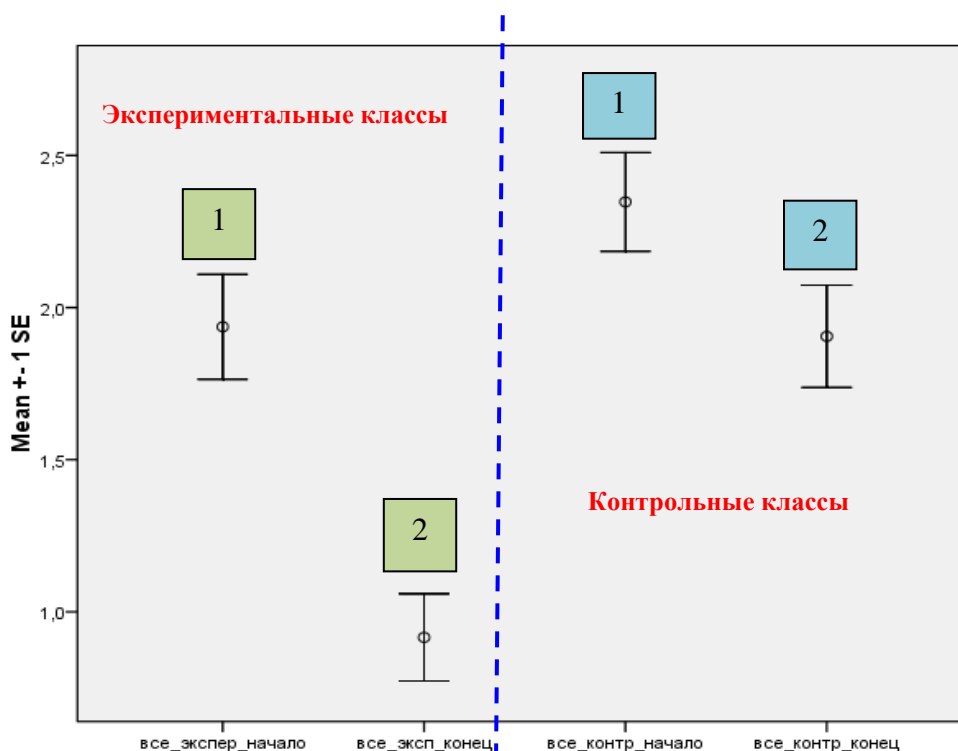 Экспериментальные классы
1
2
1
2
Контрольные классы
Mean +- 1 SE
2,5
2,0
1,5
1,0
все_экспер_начало
все_эксп_конец
все_контр_начало
все_контр_конец